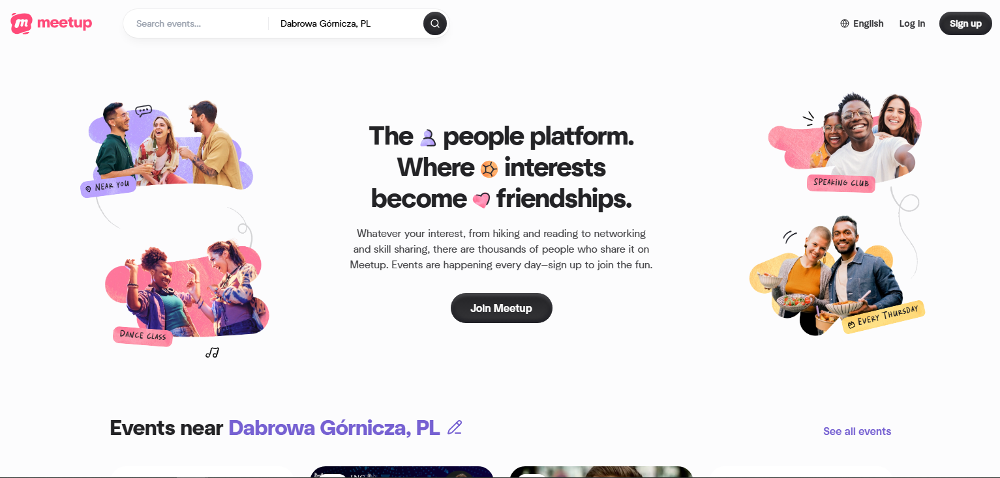 meetup
Search events...
Dabrowa Górnicza, PL
English
Log in
Sign up
The people platform.
Where interests
become friendships.
Whatever your interest, from hiking and reading to networking
and skill sharing, there are thousands of people who share it on
Meetup. Events are happening every day—sign up to join the fun.
Join Meetup
NEAR YOU
DANCE CLASS
SPEAKING CLUB
EVERY THURSDAY
Events near Dabrowa Górnicza, PL
See all events